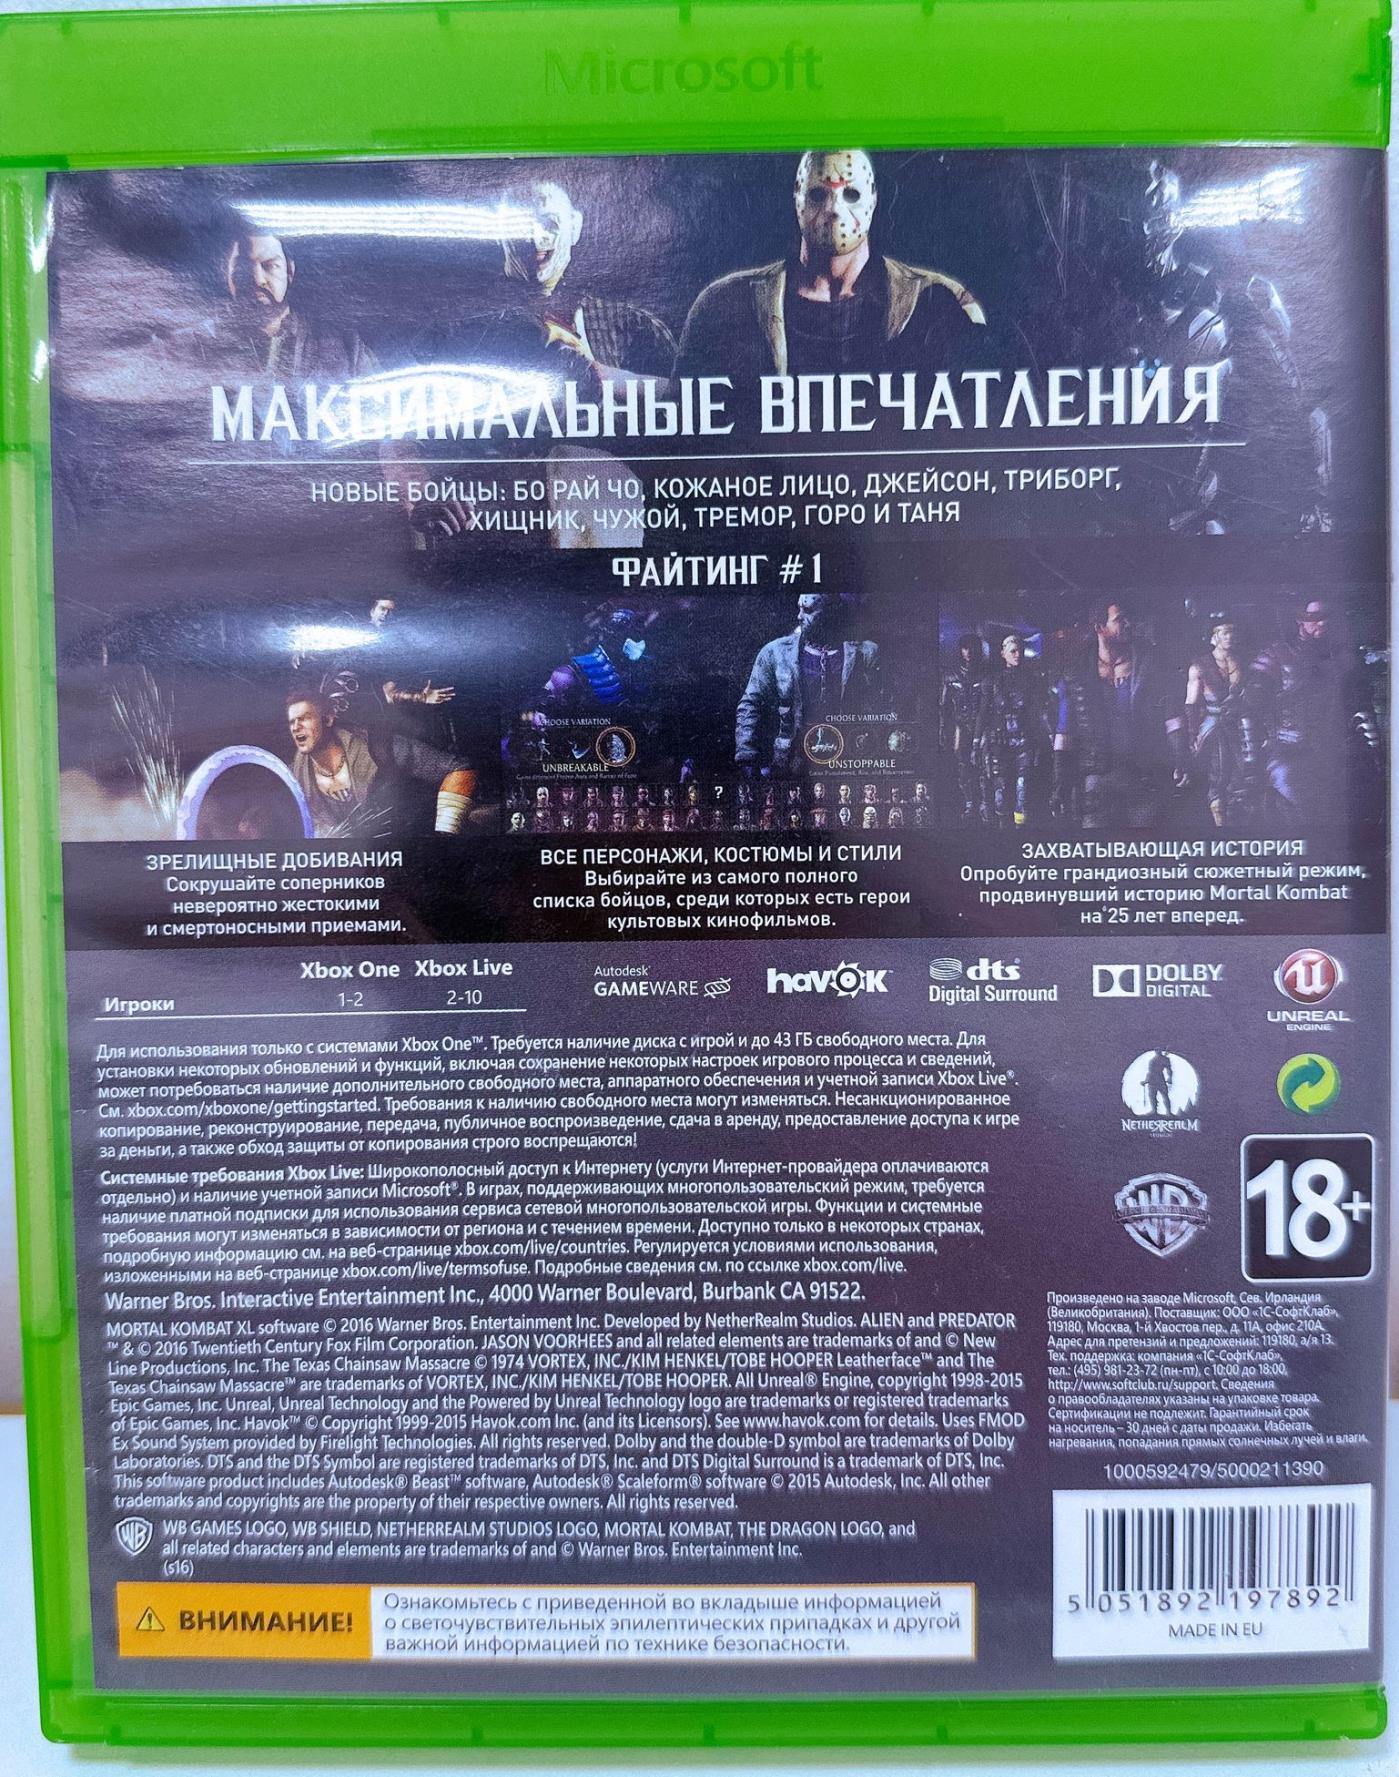 Microsoft
МАКСИМАЛЬНЫЕ ВПЕЧАТЛЕНИЯ
НОВЫЕ БОЙЦЫ: БО РАЙ ЧО, КОЖАНОЕ ЛИЦО, ДЖЕЙСОН, ТРИБОРГ,
ХИЩНИК, ЧУЖОЙ, ТРЕМОР, ГОРО И ТАНЯ
ФАЙТИНГ #1
CHOOSE VARIATION
UNBREAKABLE
?
CHOOSE VARIATION
UNSTOPPABLE
ЗРЕЛИЩНЫЕ ДОБИВАНИЯ
Сокрушайте соперников
невероятно жестокими
и смертоносными приемами.
ВСЕ ПЕРСОНАЖИ, КОСТЮМЫ И СТИЛИ
Выбирайте из самого полного
списка бойцов, среди которых есть герои
культовых кинофильмов.
ЗАХВАТЫВАЮЩАЯ ИСТОРИЯ
Опробуйте грандиозный сюжетный режим,
продвинувший историю Mortal Kombat
на 25 лет вперед.
Xbox One Xbox Live
Игроки 1-2 2-10
Autodesk®
GAMEWARE
havok
dts
Digital Surround
DOLBY
DIGITAL
UNREAL
ENGINE
Для использования только с системами Xbox One™. Требуется наличие диска с игрой и до 43 ГБ свободного места. Для
установки некоторых обновлений и функций, включая сохранение некоторых настроек игрового процесса и сведений,
может потребоваться наличие дополнительного свободного места, аппаратного обеспечения и учетной записи Xbox Live®.
См. xbox.com/xboxone/gettingstarted. Требования к наличию свободного места могут изменяться. Несанкционированное
копирование, реконструирование, передача, публичное воспроизведение, сдача в аренду, предоставление доступа к игре
за деньги, а также обход защиты от копирования строго воспрещаются!
Системные требования Xbox Live: Широкополосный доступ к Интернету (услуги Интернет-провайдера оплачиваются
отдельно) и наличие учетной записи Microsoft®. В играх, поддерживающих многопользовательский режим, требуется
наличие платной подписки для использования сервиса сетевой многопользовательской игры. Функции и системные
требования могут изменяться в зависимости от региона и с течением времени. Доступно только в некоторых странах,
подробную информацию см. на веб-странице xbox.com/live/countries. Регулируется условиями использования,
изложенными на веб-странице xbox.com/live/termsofuse. Подробные сведения см. по ссылке xbox.com/live.
Warner Bros. Interactive Entertainment Inc., 4000 Warner Boulevard, Burbank CA 91522.
MORTAL KOMBAT XL software © 2016 Warner Bros. Entertainment Inc. Developed by NetherRealm Studios. ALIEN and PREDATOR
™ & © 2016 Twentieth Century Fox Film Corporation. JASON VOORHEES and all related elements are trademarks of and © New
Line Productions, Inc. The Texas Chainsaw Massacre © 1974 VORTEX, INC./KIM HENKEL/TOBE HOOPER Leatherface™ and The
Texas Chainsaw Massacre™ are trademarks of VORTEX, INC./KIM HENKEL/TOBE HOOPER. All Unreal® Engine, copyright 1998-2015
Epic Games, Inc. Unreal, Unreal Technology and the Powered by Unreal Technology logo are trademarks or registered trademarks
of Epic Games, Inc. Havok™ © Copyright 1999-2015 Havok.com Inc. (and its Licensors). See www.havok.com for details. Uses FMOD
Ex Sound System provided by Firelight Technologies. All rights reserved. Dolby and the double-D symbol are trademarks of Dolby
Laboratories. DTS and the DTS Symbol are registered trademarks of DTS, Inc. and DTS Digital Surround is a trademark of DTS, Inc.
This software product includes Autodesk® Beast™ software, Autodesk® Scaleform® software © 2015 Autodesk, Inc. All other
trademarks and copyrights are the property of their respective owners. All rights reserved.
WB GAMES LOGO, WB SHIELD, NETHERREALM STUDIOS LOGO, MORTAL KOMBAT, THE DRAGON LOGO, and
all related characters and elements are trademarks of and © Warner Bros. Entertainment Inc.
(s16)
ВНИМАНИЕ!
Ознакомьтесь с приведенной во вкладыше информацией
о светочувствительных эпилептических припадках и другой
важной информацией по технике безопасности.
NETHERREALM
WB
18+
Произведено на заводе Microsoft, Сев. Ирландия
(Великобритания). Поставщик: ООО «1С-СофтКлаб»,
119180, Москва, 1-й Хвостов пер., д. 11А, офис 210А.
Адрес для претензий и предложений: 119180, а/я 13.
Тех. поддержка: компания «1С-СофтКлаб»,
тел.: (495) 981-23-72 (пн-пт), с 10:00 до 18:00,
http://www.softclub.ru/support. Сведения
о правообладателях указаны на упаковке товара.
Сертификации не подлежит. Гарантийный срок
на носитель – 30 дней с даты продажи. Избегать
нагревания, попадания прямых солнечных лучей и влаги.
1000592479/5000211390
5 051892 197892
MADE IN EU